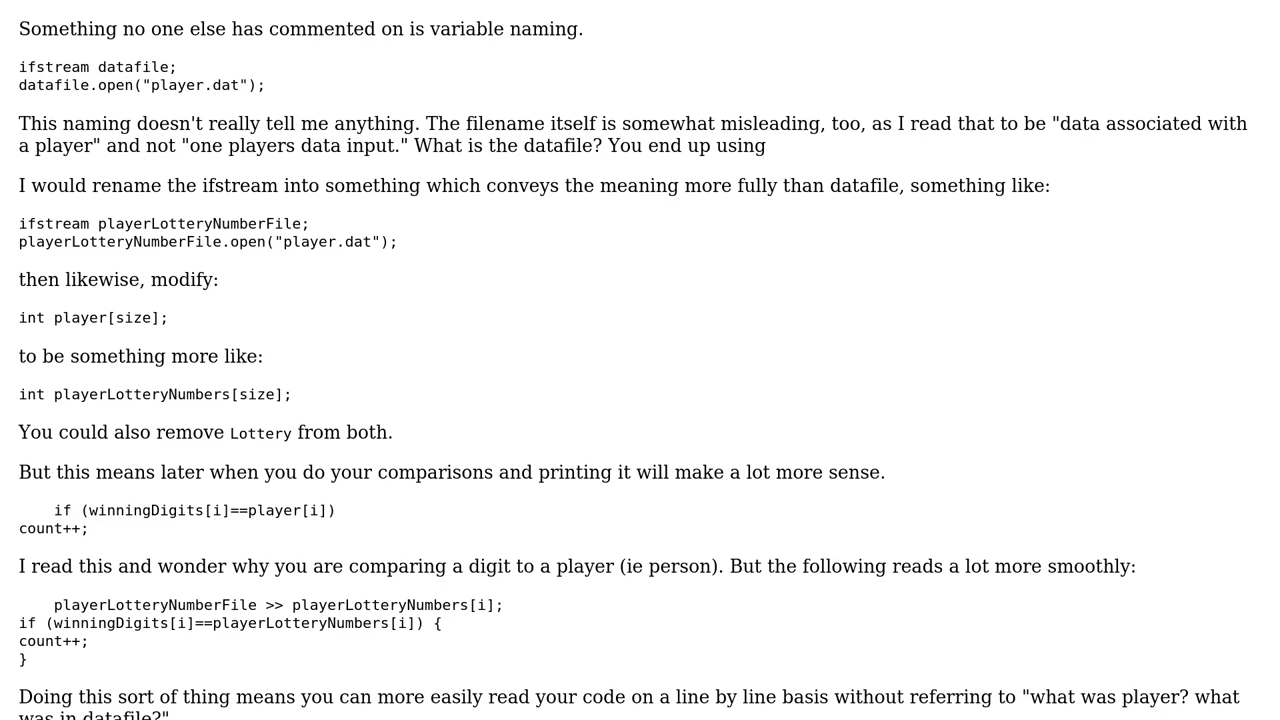 Something no one else has commented on is variable naming.
ifstream datafile;
datafile.open("player.dat");
This naming doesn't really tell me anything. The filename itself is somewhat misleading, too, as I read that to be "data associated with
a player" and not "one players data input." What is the datafile? You end up using
I would rename the ifstream into something which conveys the meaning more fully than datafile, something like:
ifstream playerLotteryNumberFile;
playerLotteryNumberFile.open("player.dat");
then likewise, modify:
int player[size];
to be something more like:
int playerLotteryNumbers[size];
You could also remove Lottery from both.
But this means later when you do your comparisons and printing it will make a lot more sense.
    if (winningDigits[i]==player[i])
count++;
I read this and wonder why you are comparing a digit to a player (ie person). But the following reads a lot more smoothly:
    playerLotteryNumberFile >> playerLotteryNumbers[i];
if (winningDigits[i]==playerLotteryNumbers[i]) {
count++;
}
Doing this sort of thing means you can more easily read your code on a line by line basis without referring to "what was player? what
was in datafile?"